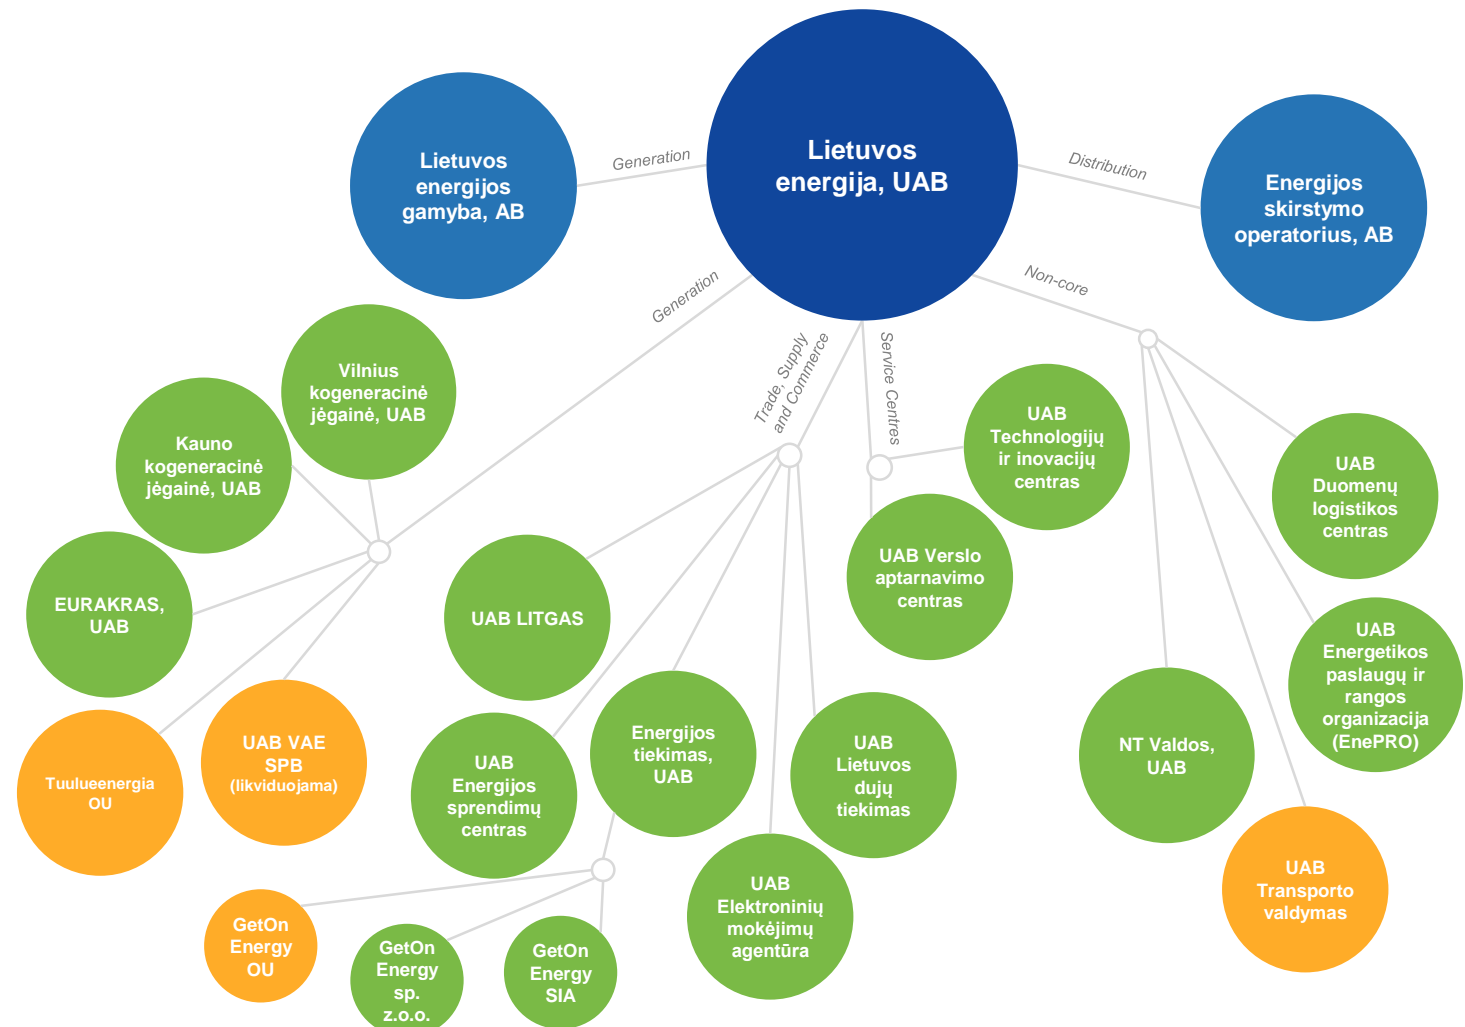 Lietuvos
energija, UAB
Lietuvos
energijos
gamyba, AB
Generation
Distribution
Energijos
skirstymo
operatorius, AB
Generation
Non-core
Trade, Supply
and Commerce
Service Centres
Vilnius
kogeneracinė
jėgainė, UAB
Kauno
kogeneracinė
jėgainė, UAB
EURAKRAS,
UAB
Tuulueenergia
OU
UAB VAE
SPB
(likviduojama)
UAB LITGAS
UAB
Energijos
sprendimų
centras
Energijos
tiekimas,
UAB
GetOn
Energy
OU
GetOn
Energy
sp.
z.o.o.
GetOn
Energy
SIA
UAB
Elektroninių
mokėjimų
agentūra
UAB
Lietuvos
dujų
tiekimas
UAB Verslo
aptarnavimo
centras
UAB
Technologijų
ir inovacijų
centras
UAB
Duomenų
logistikos
centras
UAB
Energetikos
paslaugų ir
rangos
organizacija
(EnePRO)
NT Valdos,
UAB
UAB
Transporto
valdymas